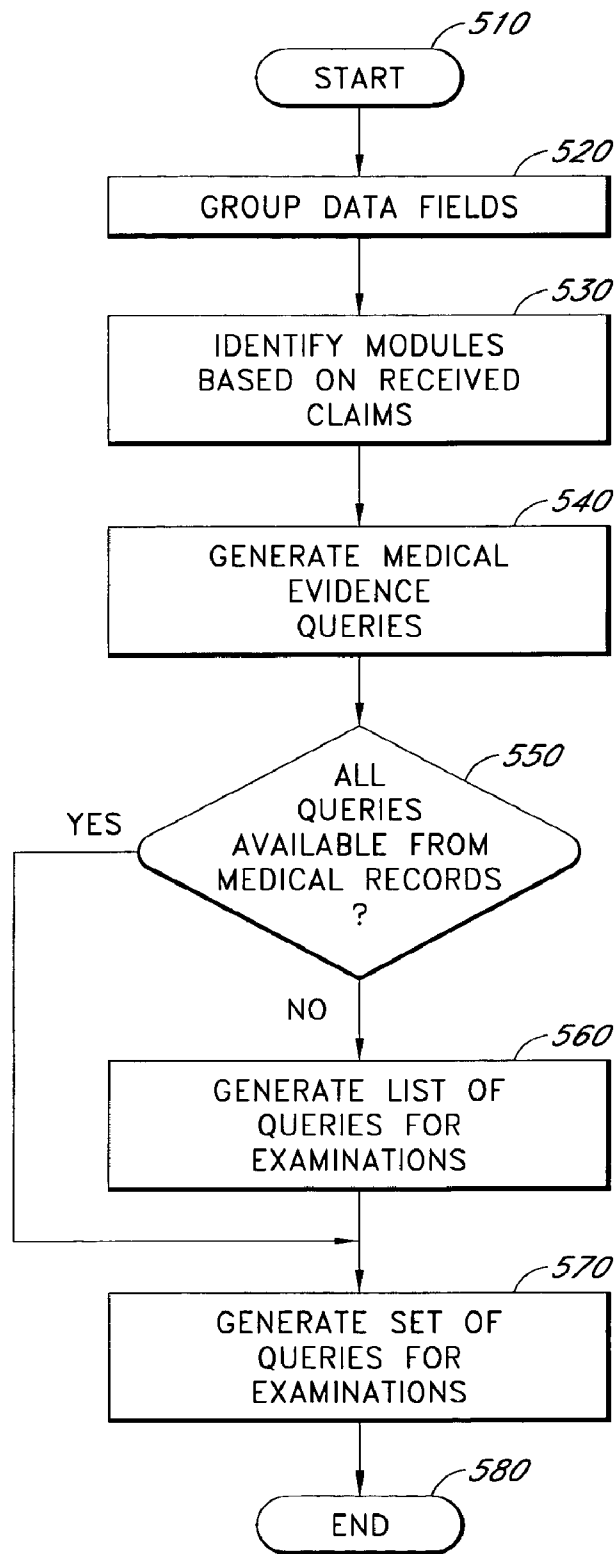 510
START
520
GROUP DATA FIELDS
530
IDENTIFY MODULES
BASED ON RECEIVED
CLAIMS
540
GENERATE MEDICAL
EVIDENCE
QUERIES
550
ALL
QUERIES
AVAILABLE FROM
MEDICAL RECORDS
?
YES
NO
560
GENERATE LIST OF
QUERIES FOR
EXAMINATIONS
570
GENERATE SET OF
QUERIES FOR
EXAMINATIONS
580
END